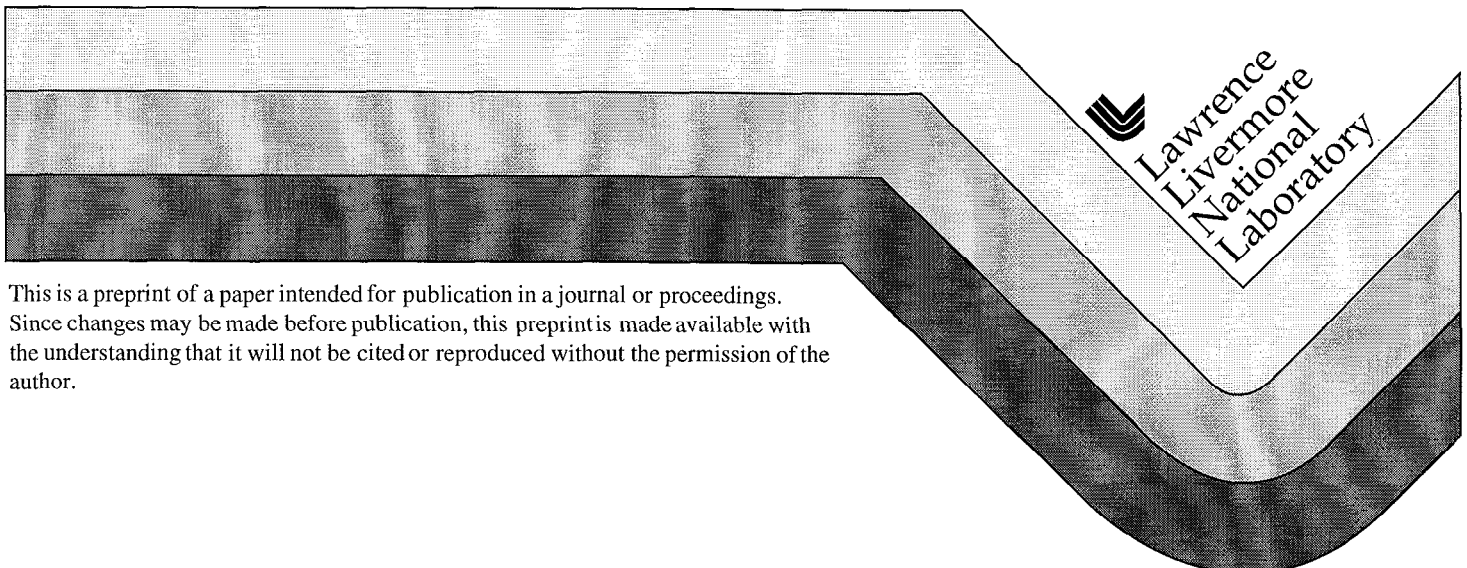 Lawrence
Livermore
National
Laboratory
This is a preprint of a paper intended for publication in a journal or proceedings.
Since changes may be made before publication, this preprint is made available with
the understanding that it will not be cited or reproduced without the permission of the
author.